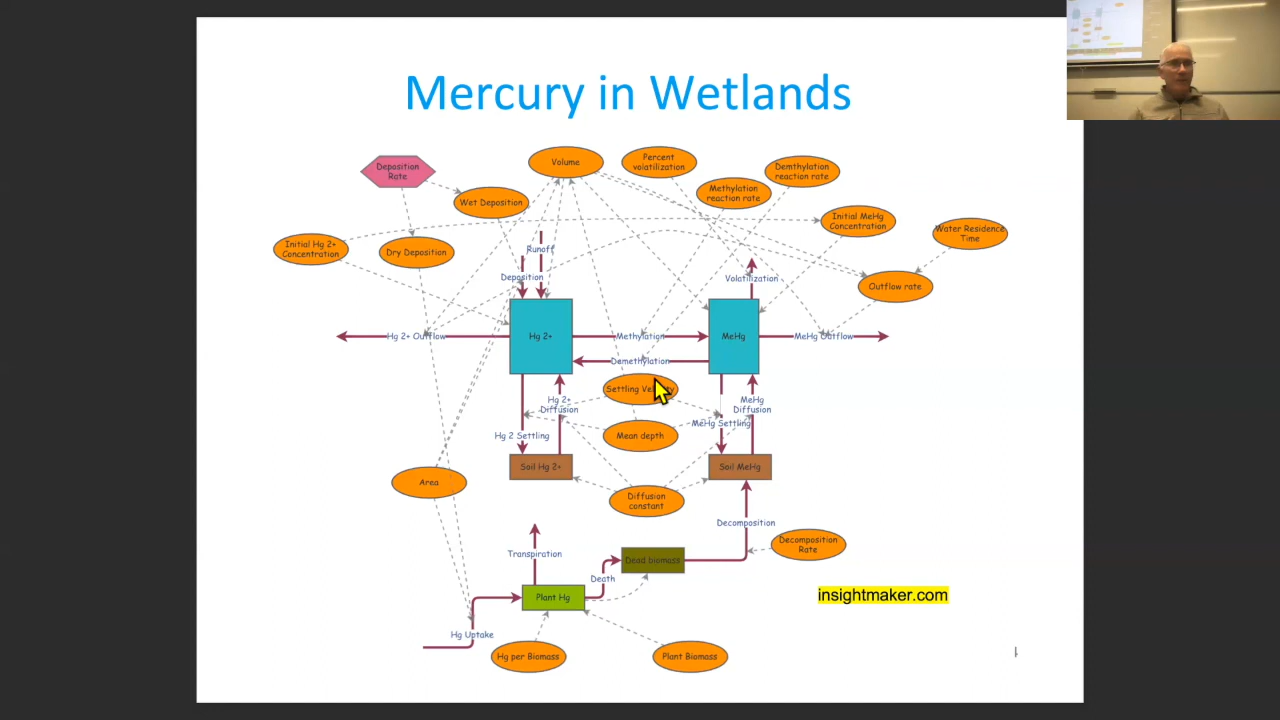 Mercury in Wetlands
Deposition
Rate
Volume
Percent
volatilization
Demthylation
reaction rate
Methylation
reaction rate
Wet Deposition
Initial MeHg
Concentration
Water Residence
Time
Initial Hg 2+
Concentration
Dry Deposition
Runoff
Deposition
Volatilization
Outflow rate
Hg 2+ Outflow
Hg 2+
Methylation
MeHg
MeHg Outflow
Demethylation
Settling Velocity
Hg 2+
Diffusion
MeHg
Diffusion
Hg 2 Settling
Mean depth
MeHg Settling
Soil Hg 2+
Soil MeHg
Area
Diffusion
constant
Decomposition
Decomposition
Rate
Transpiration
Dead biomass
Death
Plant Hg
insightmaker.com
Hg Uptake
Hg per Biomass
Plant Biomass